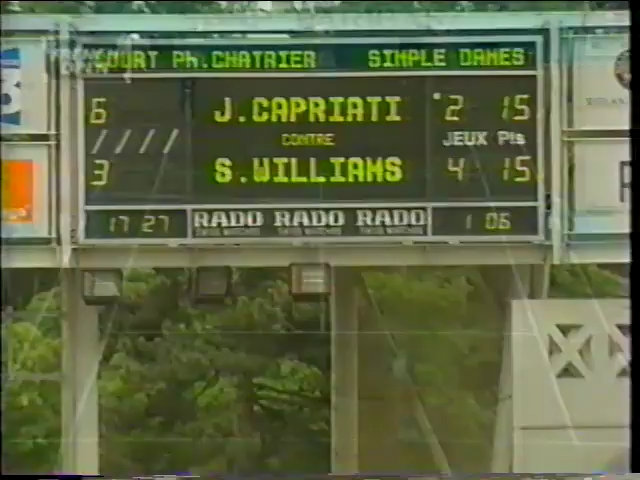 COURT Ph.CHATRIER SIMPLE DAMES
6 J.CAPRIATI 2 15
CONTRE JEUX Pts
3 S.WILLIAMS 4 15
17 27 RADO RADO RADO 1 06